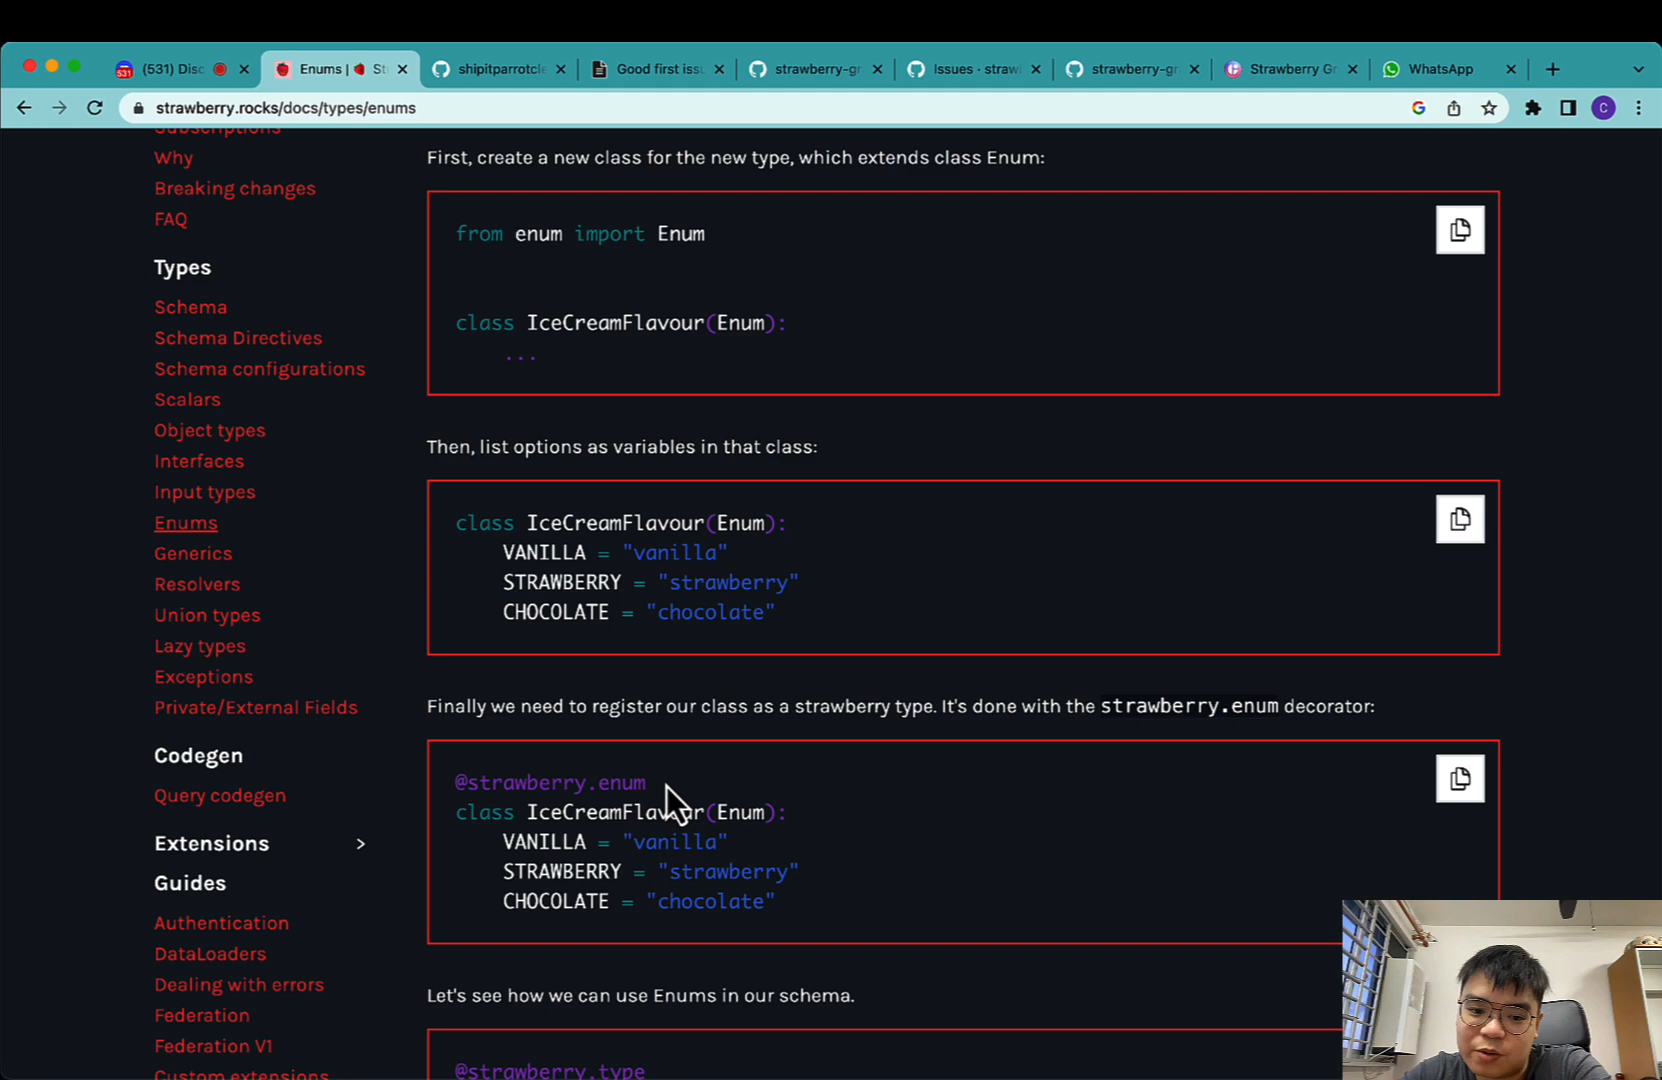 531
(531) Disc
Enums | St
shipitparrotcle
Good first issu
strawberry-gr
Issues · straw
strawberry-gr
Strawberry Gr
WhatsApp
strawberry.rocks/docs/types/enums
C
Subscriptions
Why
Breaking changes
FAQ
Types
Schema
Schema Directives
Schema configurations
Scalars
Object types
Interfaces
Input types
Enums
Generics
Resolvers
Union types
Lazy types
Exceptions
Private/External Fields
Codegen
Query codegen
Extensions >
Guides
Authentication
DataLoaders
Dealing with errors
Federation
Federation V1
Custom extensions
First, create a new class for the new type, which extends class Enum:
from enum import Enum
class IceCreamFlavour(Enum):
...
Then, list options as variables in that class:
class IceCreamFlavour(Enum):
VANILLA = "vanilla"
STRAWBERRY = "strawberry"
CHOCOLATE = "chocolate"
Finally we need to register our class as a strawberry type. It's done with the strawberry.enum decorator:
@strawberry.enum
class IceCreamFlavour(Enum):
VANILLA = "vanilla"
STRAWBERRY = "strawberry"
CHOCOLATE = "chocolate"
Let's see how we can use Enums in our schema.
@strawberry.type